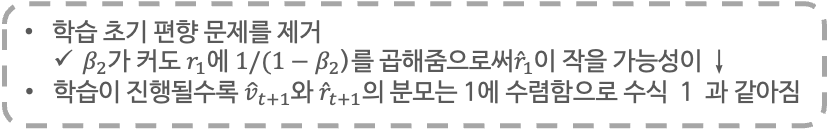 • 학습 초기 편향 문제를 제거
✓ β₂가 커도 r₁에 1/(1 − β₂)를 곱해줌으로써 r̂₁이 작을 가능성이 ↓
• 학습이 진행될수록 v̂ₜ₊₁와 r̂ₜ₊₁의 분모는 1에 수렴함으로 수식 1 과 같아짐